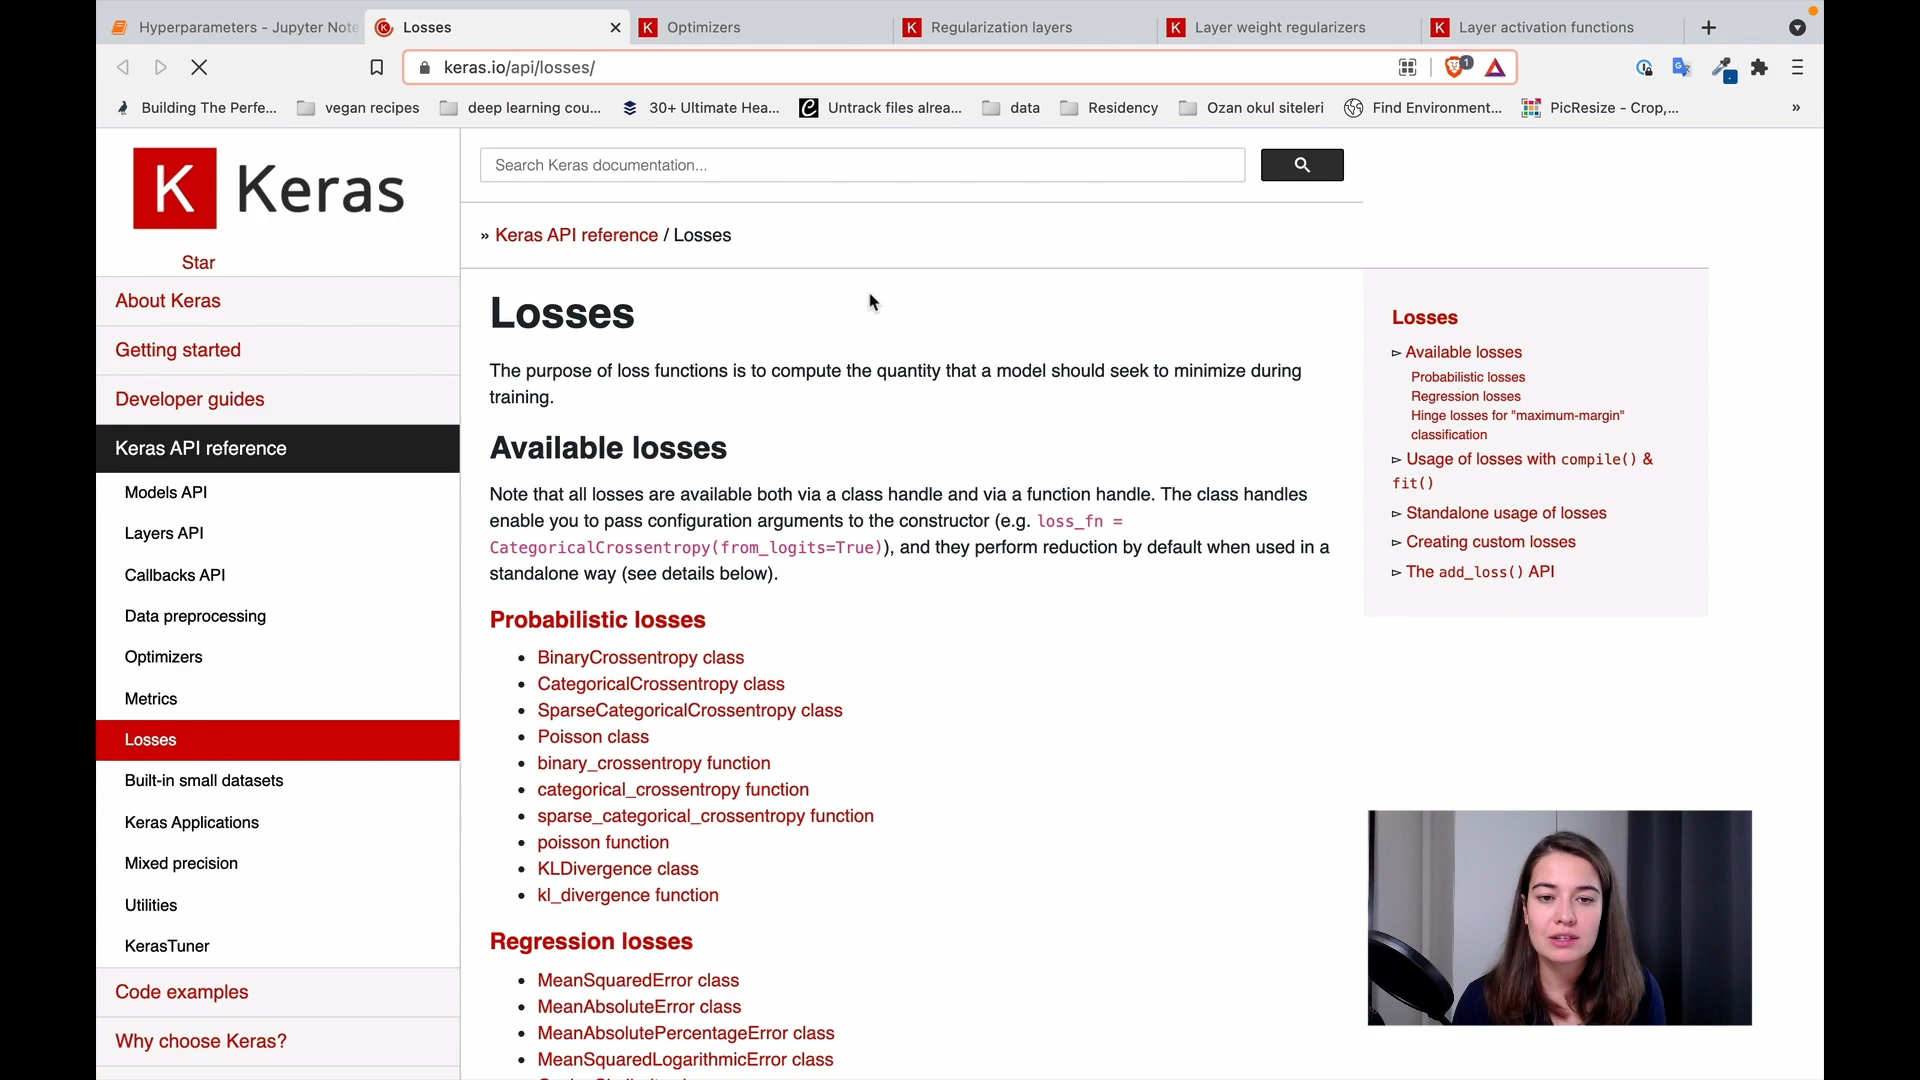 Hyperparameters - Jupyter Note
Losses
Optimizers
Regularization layers
Layer weight regularizers
Layer activation functions
keras.io/api/losses/
1
Building The Perfe...
vegan recipes
deep learning cou...
30+ Ultimate Hea...
Untrack files alrea...
data
Residency
Ozan okul siteleri
Find Environment...
PicResize - Crop,...
»
K Keras
Star
About Keras
Getting started
Developer guides
Keras API reference
Models API
Layers API
Callbacks API
Data preprocessing
Optimizers
Metrics
Losses
Built-in small datasets
Keras Applications
Mixed precision
Utilities
KerasTuner
Code examples
Why choose Keras?
Search Keras documentation...
» Keras API reference / Losses
Losses
The purpose of loss functions is to compute the quantity that a model should seek to minimize during
training.
Available losses
Note that all losses are available both via a class handle and via a function handle. The class handles
enable you to pass configuration arguments to the constructor (e.g. loss_fn =
CategoricalCrossentropy(from_logits=True)), and they perform reduction by default when used in a
standalone way (see details below).
Probabilistic losses
• BinaryCrossentropy class
• CategoricalCrossentropy class
• SparseCategoricalCrossentropy class
• Poisson class
• binary_crossentropy function
• categorical_crossentropy function
• sparse_categorical_crossentropy function
• poisson function
• KLDivergence class
• kl_divergence function
Regression losses
• MeanSquaredError class
• MeanAbsoluteError class
• MeanAbsolutePercentageError class
• MeanSquaredLogarithmicError class
Losses
▻ Available losses
Probabilistic losses
Regression losses
Hinge losses for "maximum-margin"
classification
▻ Usage of losses with compile() &
fit()
▻ Standalone usage of losses
▻ Creating custom losses
▻ The add_loss() API